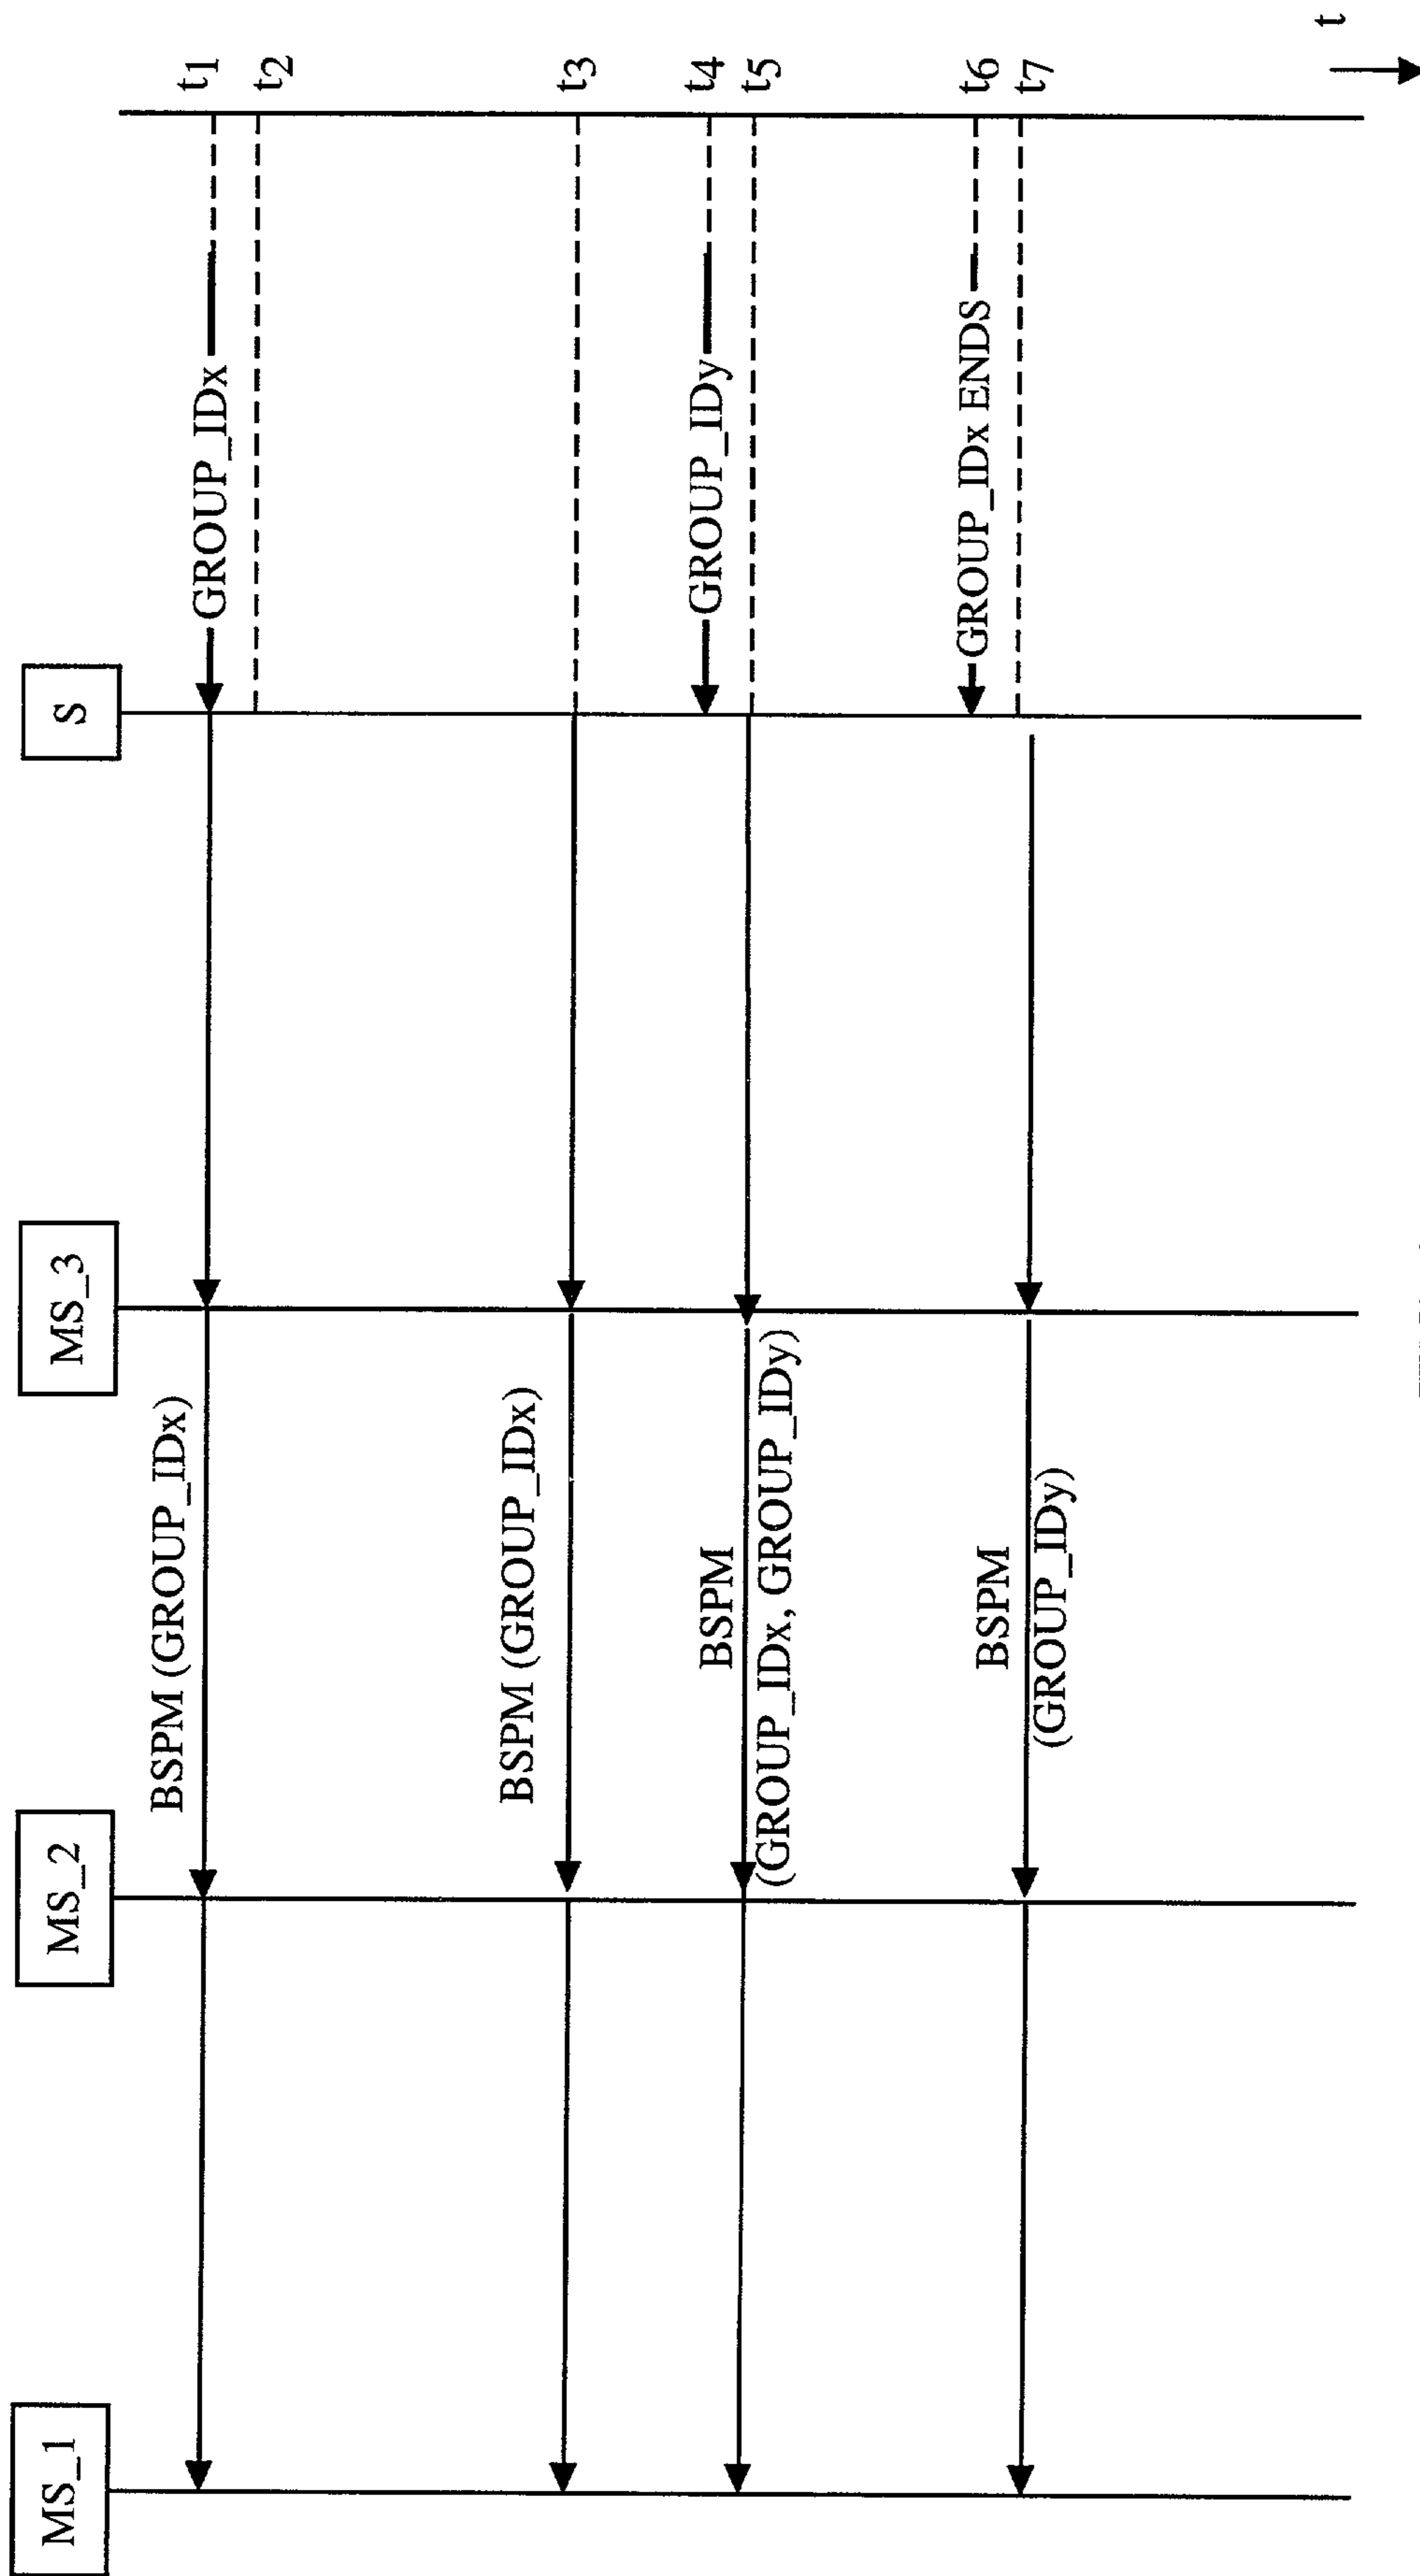 MS_1
MS_2
MS_3
S
BSPM (GROUP_IDx)
GROUP_IDx
t1
t2
BSPM (GROUP_IDx)
t3
GROUP_IDy
t4
BSPM
(GROUP_IDx, GROUP_IDy)
t5
GROUP_IDx ENDS
t6
BSPM
(GROUP_IDy)
t7
t